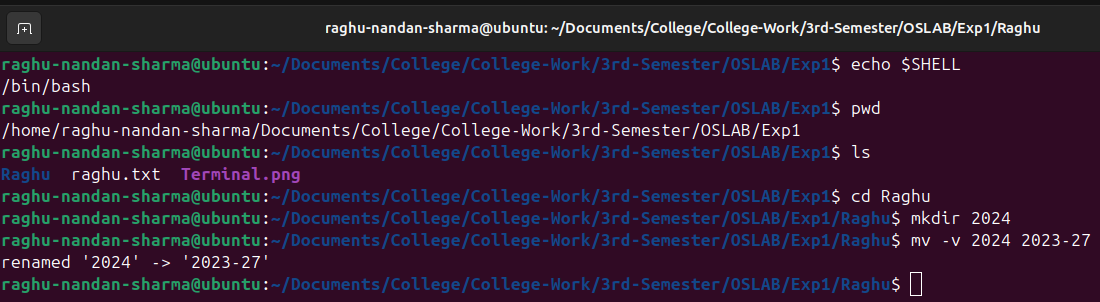 raghu-nandan-sharma@ubuntu: ~/Documents/College/College-Work/3rd-Semester/OSLAB/Exp1/Raghu
raghu-nandan-sharma@ubuntu:~/Documents/College/College-Work/3rd-Semester/OSLAB/Exp1$ echo $SHELL
/bin/bash
raghu-nandan-sharma@ubuntu:~/Documents/College/College-Work/3rd-Semester/OSLAB/Exp1$ pwd
/home/raghu-nandan-sharma/Documents/College/College-Work/3rd-Semester/OSLAB/Exp1
raghu-nandan-sharma@ubuntu:~/Documents/College/College-Work/3rd-Semester/OSLAB/Exp1$ ls
Raghu  raghu.txt  Terminal.png
raghu-nandan-sharma@ubuntu:~/Documents/College/College-Work/3rd-Semester/OSLAB/Exp1$ cd Raghu
raghu-nandan-sharma@ubuntu:~/Documents/College/College-Work/3rd-Semester/OSLAB/Exp1/Raghu$ mkdir 2024
raghu-nandan-sharma@ubuntu:~/Documents/College/College-Work/3rd-Semester/OSLAB/Exp1/Raghu$ mv -v 2024 2023-27
renamed '2024' -> '2023-27'
raghu-nandan-sharma@ubuntu:~/Documents/College/College-Work/3rd-Semester/OSLAB/Exp1/Raghu$